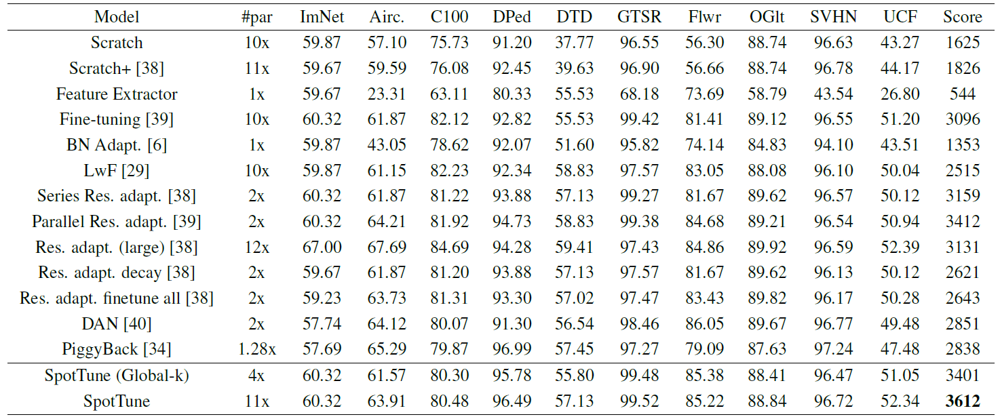 Model #par ImNet Airc. C100 DPed DTD GTSR Flwr OGlt SVHN UCF Score
Scratch 10x 59.87 57.10 75.73 91.20 37.77 96.55 56.30 88.74 96.63 43.27 1625
Scratch+ [38] 11x 59.67 59.59 76.08 92.45 39.63 96.90 56.66 88.74 96.78 44.17 1826
Feature Extractor 1x 59.67 23.31 63.11 80.33 55.53 68.18 73.69 58.79 43.54 26.80 544
Fine-tuning [39] 10x 60.32 61.87 82.12 92.82 55.53 99.42 81.41 89.12 96.55 51.20 3096
BN Adapt. [6] 1x 59.87 43.05 78.62 92.07 51.60 95.82 74.14 84.83 94.10 43.51 1353
LwF [29] 10x 59.87 61.15 82.23 92.34 58.83 97.57 83.05 88.08 96.10 50.04 2515
Series Res. adapt. [38] 2x 60.32 61.87 81.22 93.88 57.13 99.27 81.67 89.62 96.57 50.12 3159
Parallel Res. adapt. [39] 2x 60.32 64.21 81.92 94.73 58.83 99.38 84.68 89.21 96.54 50.94 3412
Res. adapt. (large) [38] 12x 67.00 67.69 84.69 94.28 59.41 97.43 84.86 89.92 96.59 52.39 3131
Res. adapt. decay [38] 2x 59.67 61.87 81.20 93.88 57.13 97.57 81.67 89.62 96.13 50.12 2621
Res. adapt. finetune all [38] 2x 59.23 63.73 81.31 93.30 57.02 97.47 83.43 89.82 96.17 50.28 2643
DAN [40] 2x 57.74 64.12 80.07 91.30 56.54 98.46 86.05 89.67 96.77 49.48 2851
PiggyBack [34] 1.28x 57.69 65.29 79.87 96.99 57.45 97.27 79.09 87.63 97.24 47.48 2838
SpotTune (Global-k) 4x 60.32 61.57 80.30 95.78 55.80 99.48 85.38 88.41 96.47 51.05 3401
SpotTune 11x 60.32 63.91 80.48 96.49 57.13 99.52 85.22 88.84 96.72 52.34 3612